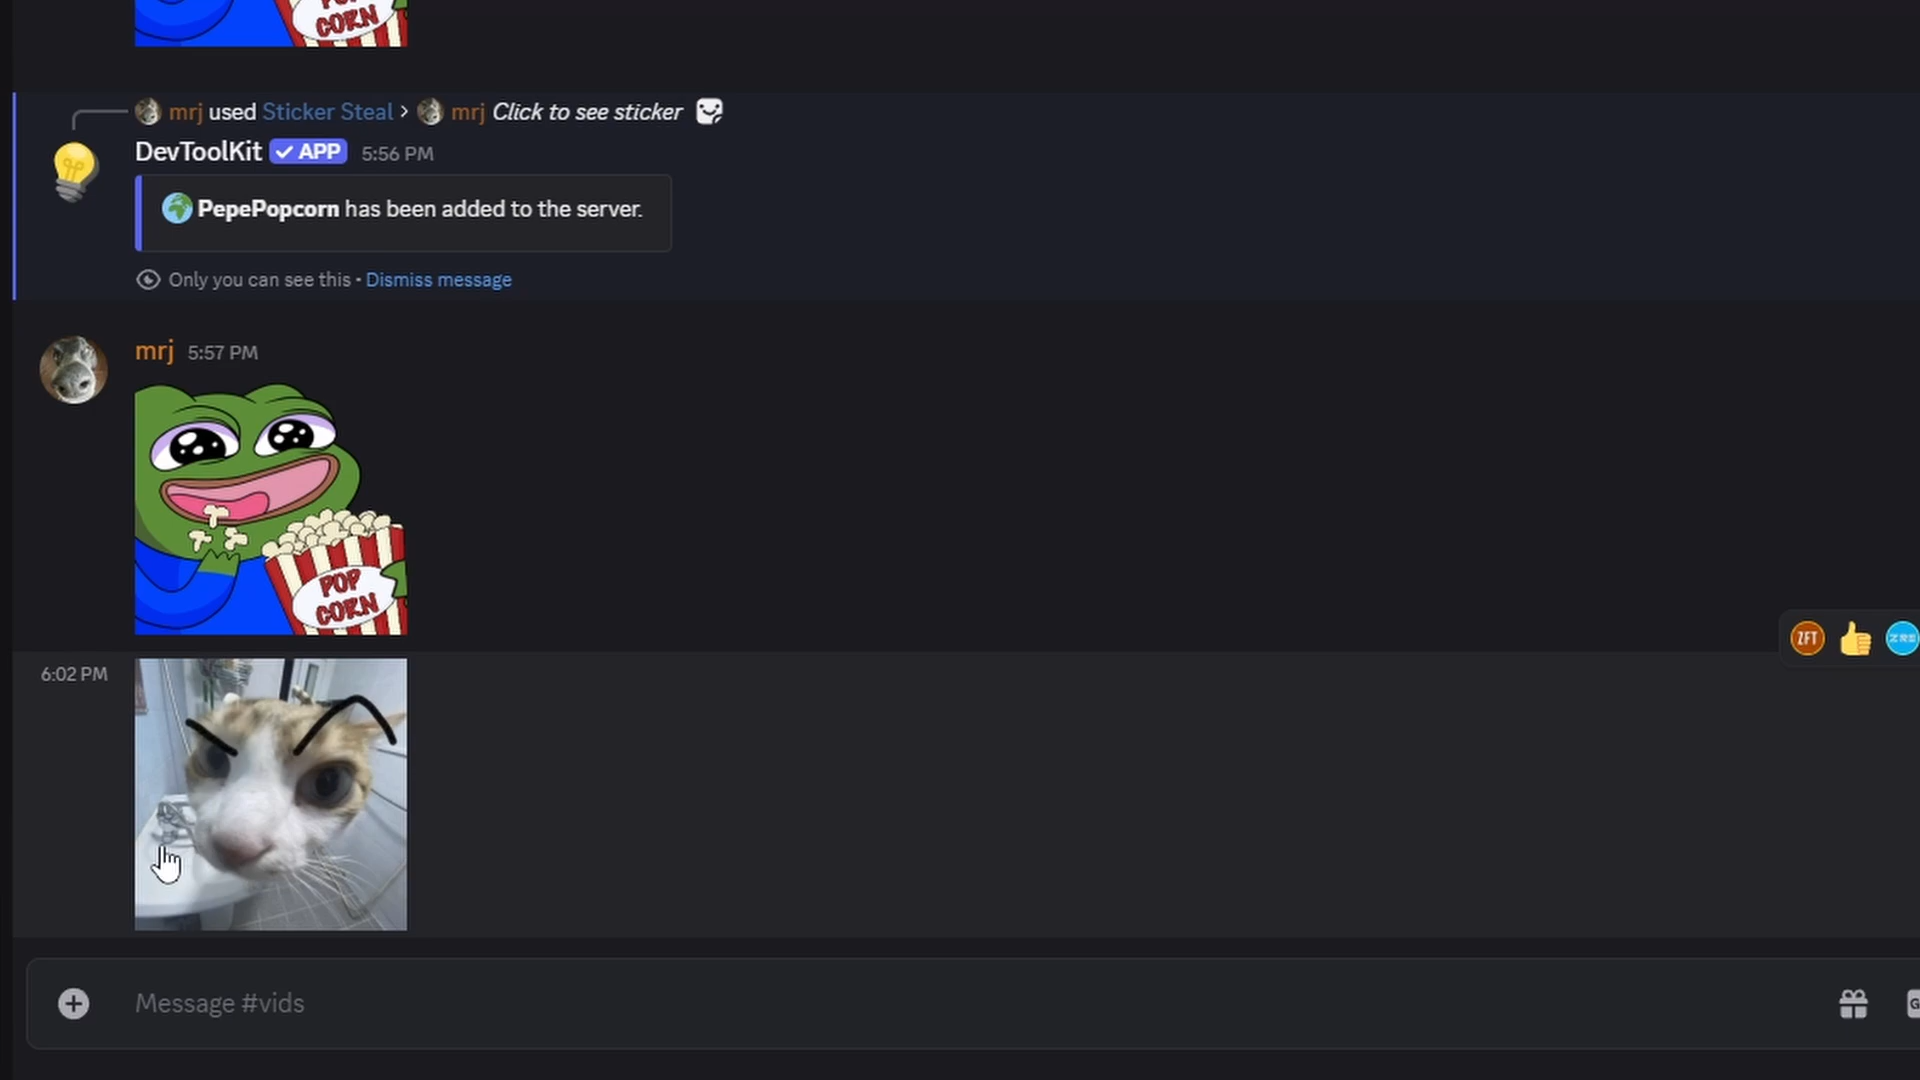 POP
CORN
mrj used Sticker Steal › mrj Click to see sticker
DevToolKit ✓ APP 5:56 PM
PepePopcorn has been added to the server.
Only you can see this • Dismiss message
mrj 5:57 PM
POP
CORN
ZFT
6:02 PM
Message #vids